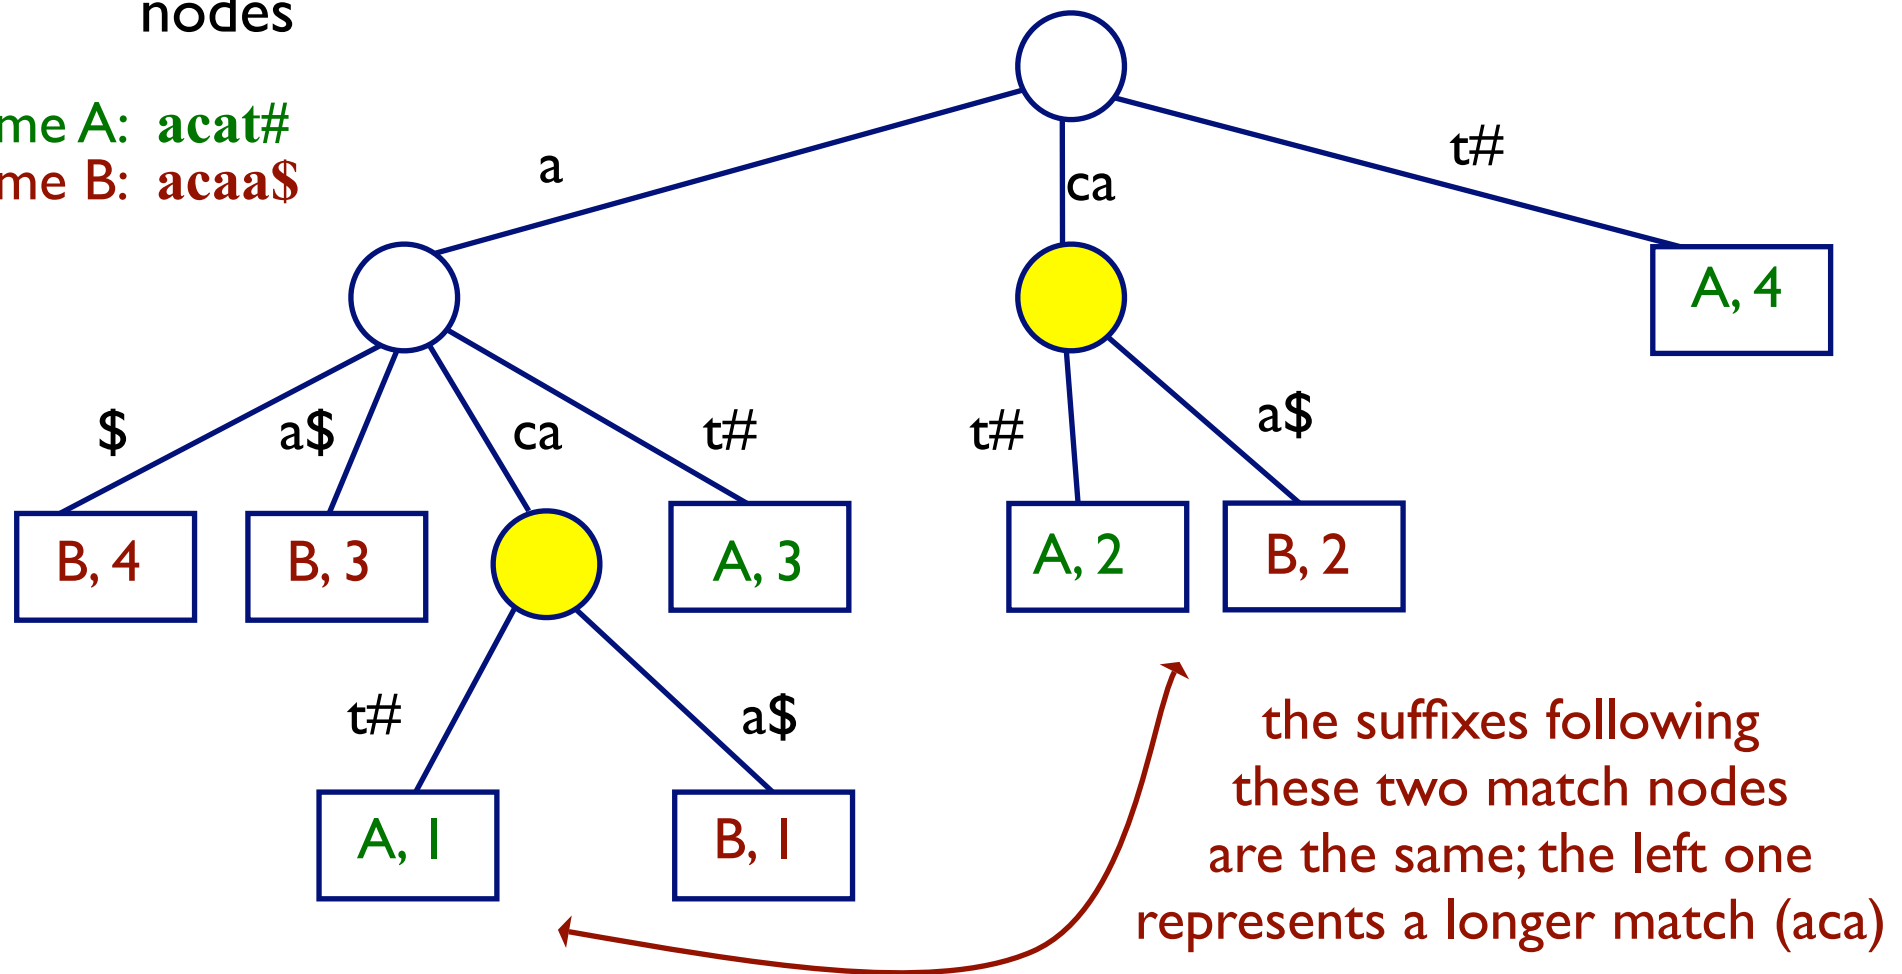 nodes
me A: acat#
me B: acaa$
a
ca
t#
A, 4
$
a$
ca
t#
t#
a$
B, 4
B, 3
A, 3
A, 2
B, 2
t#
a$
A, 1
B, 1
the suffixes following
these two match nodes
are the same; the left one
represents a longer match (aca)